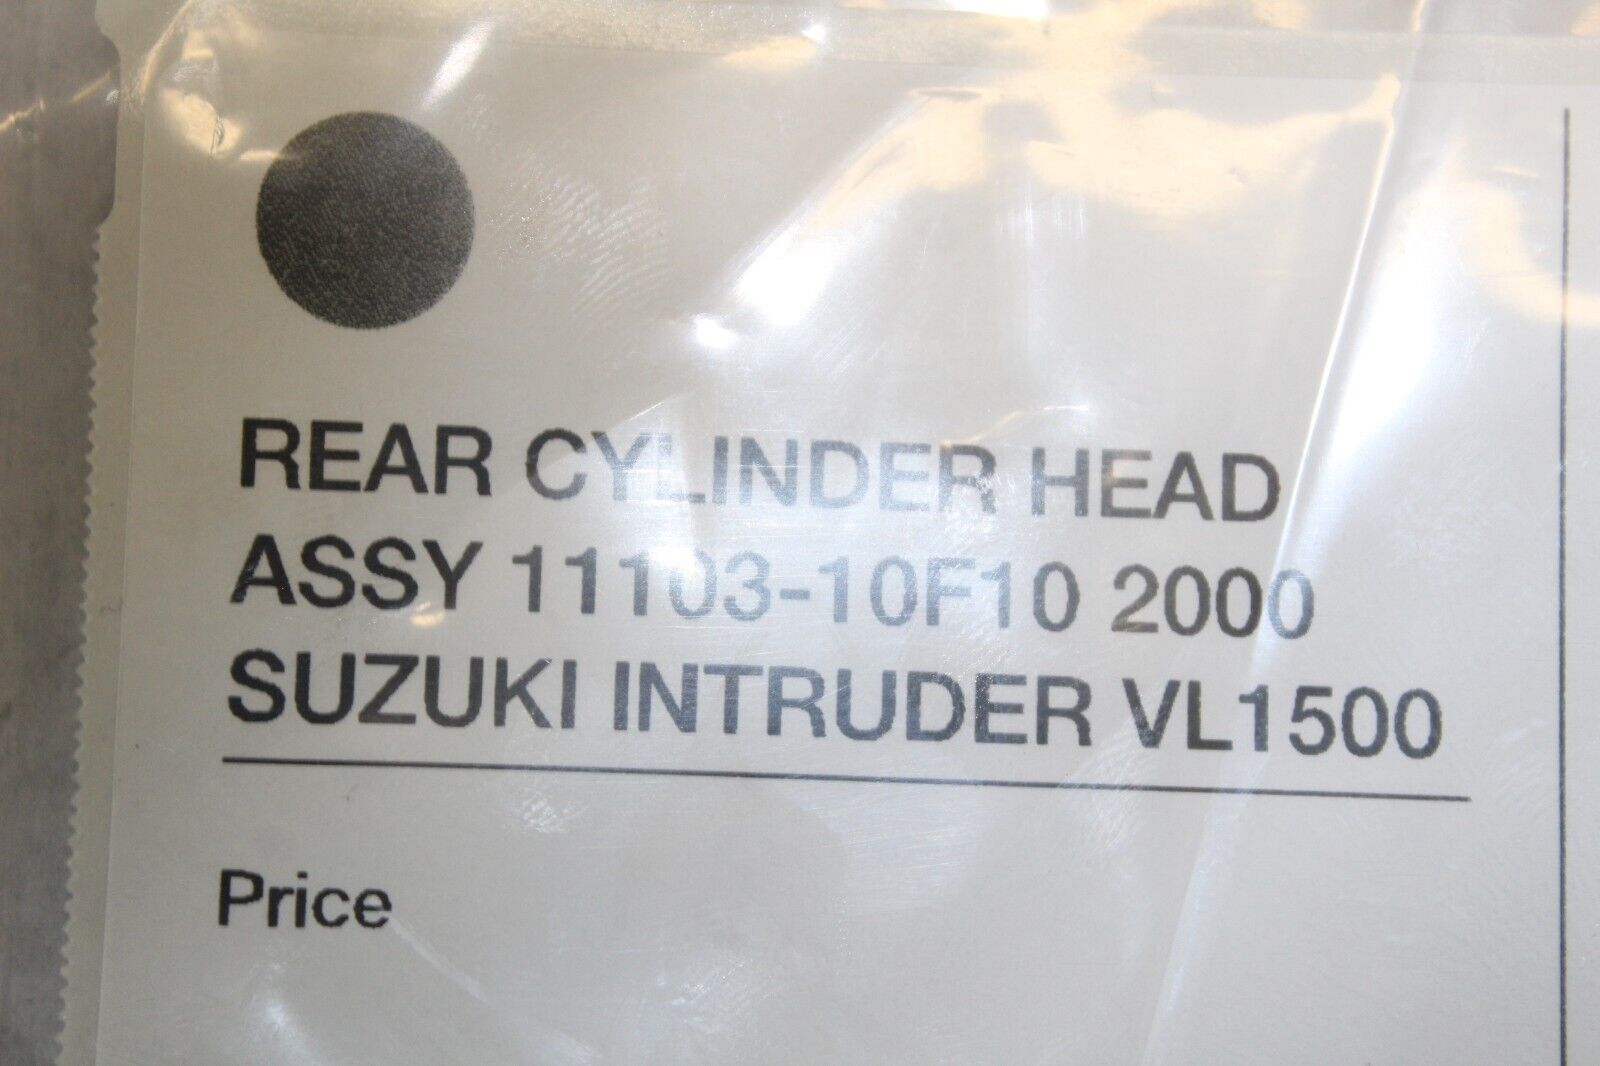 REAR CYLINDER HEAD
ASSY 11103-10F10 2000
SUZUKI INTRUDER VL1500
Price